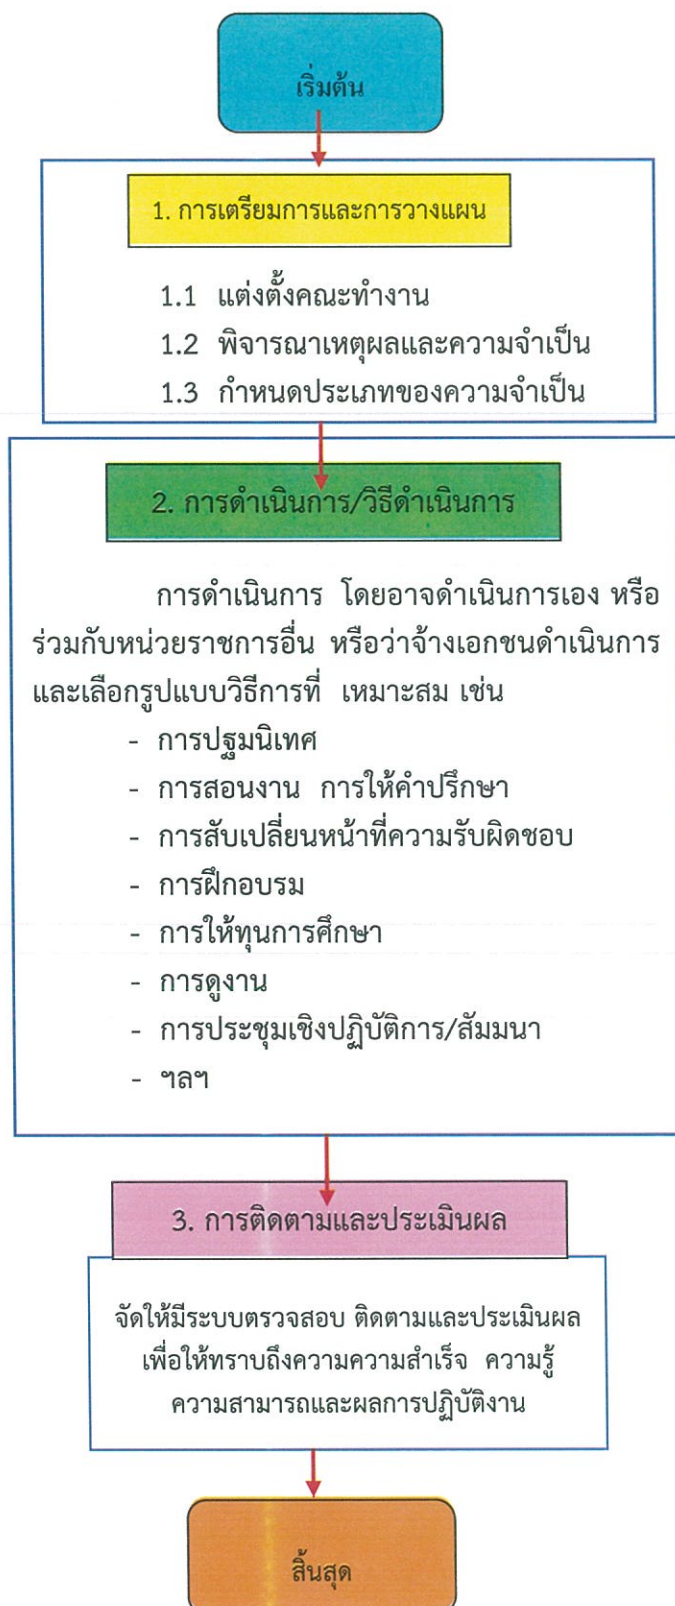 เริ่มต้น
1. การเตรียมการและการวางแผน
1.1 แต่งตั้งคณะทำงาน
1.2 พิจารณาเหตุผลและความจำเป็น
1.3 กำหนดประเภทของความจำเป็น
2. การดำเนินการ/วิธีดำเนินการ
การดำเนินการ โดยอาจดำเนินการเอง หรือ
ร่วมกับหน่วยราชการอื่น หรือว่าจ้างเอกชนดำเนินการ
และเลือกรูปแบบวิธีการที่ เหมาะสม เช่น
- การปฐมนิเทศ
- การสอนงาน การให้คำปรึกษา
- การสับเปลี่ยนหน้าที่ความรับผิดชอบ
- การฝึกอบรม
- การให้ทุนการศึกษา
- การดูงาน
- การประชุมเชิงปฏิบัติการ/สัมมนา
- ฯลฯ
3. การติดตามและประเมินผล
จัดให้มีระบบตรวจสอบ ติดตามและประเมินผล
เพื่อให้ทราบถึงความความสำเร็จ ความรู้
ความสามารถและผลการปฏิบัติงาน
สิ้นสุด